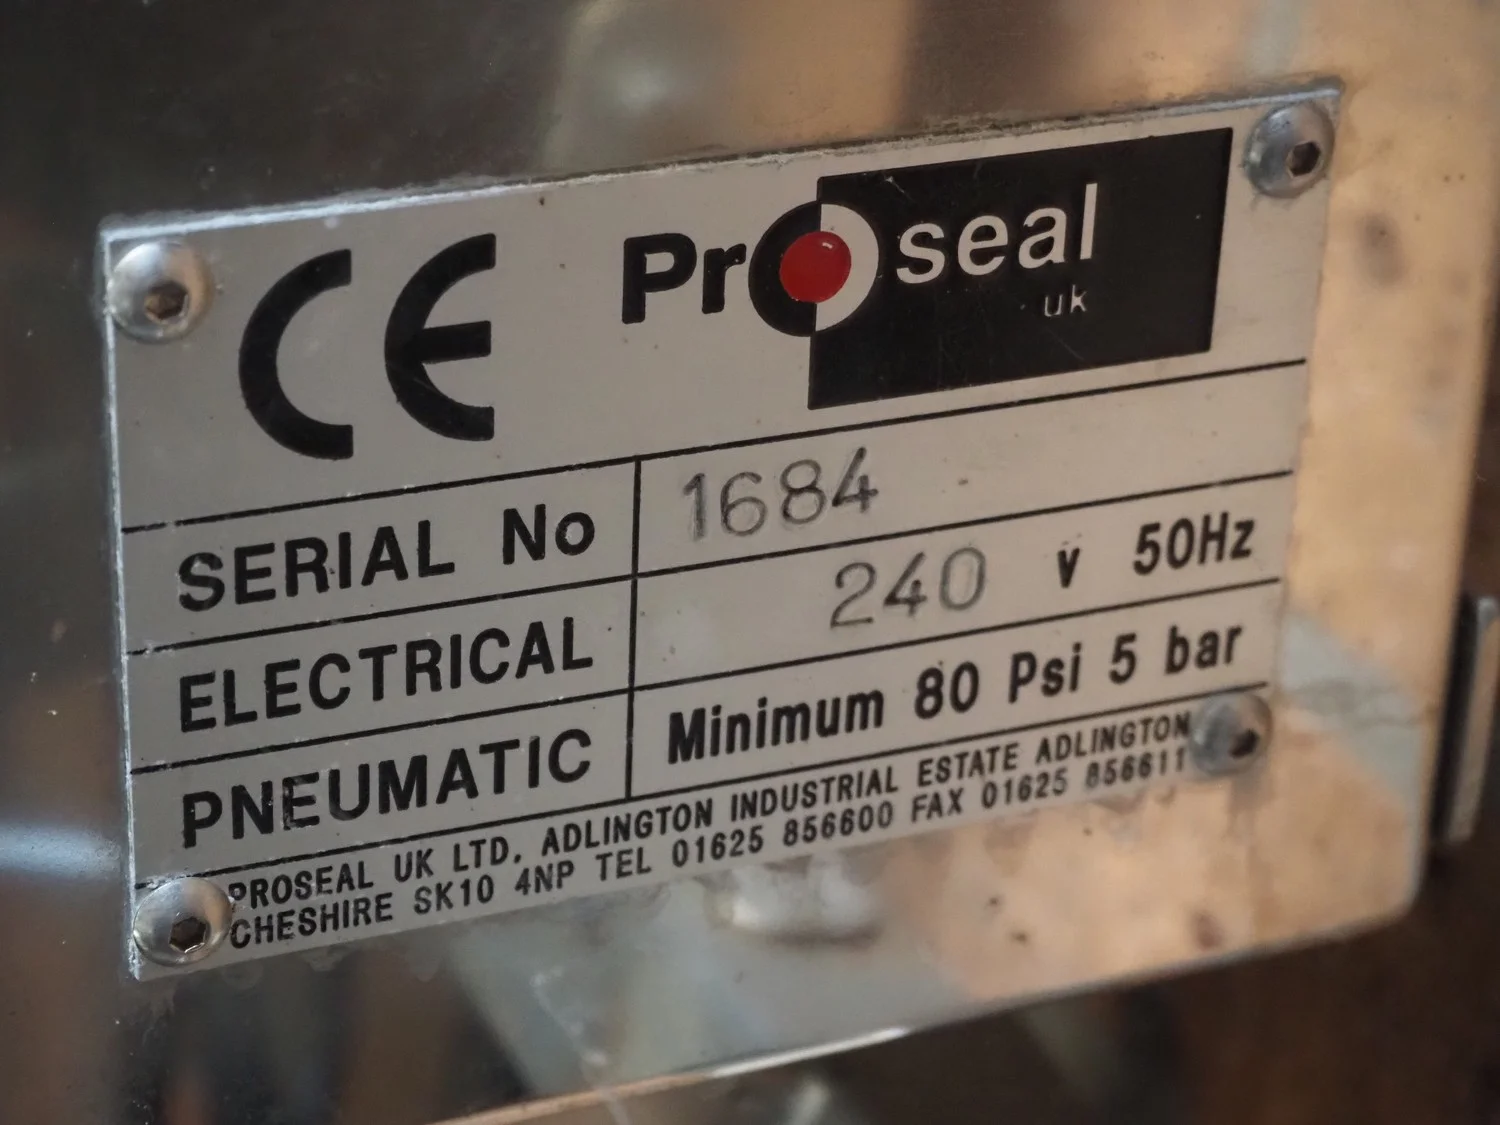 CE Proseal
uk
SERIAL No 1684
ELECTRICAL 240 v 50Hz
PNEUMATIC Minimum 80 Psi 5 bar
PROSEAL UK LTD. ADLINGTON INDUSTRIAL ESTATE ADLINGTON
CHESHIRE SK10 4NP TEL 01625 856600 FAX 01625 856611